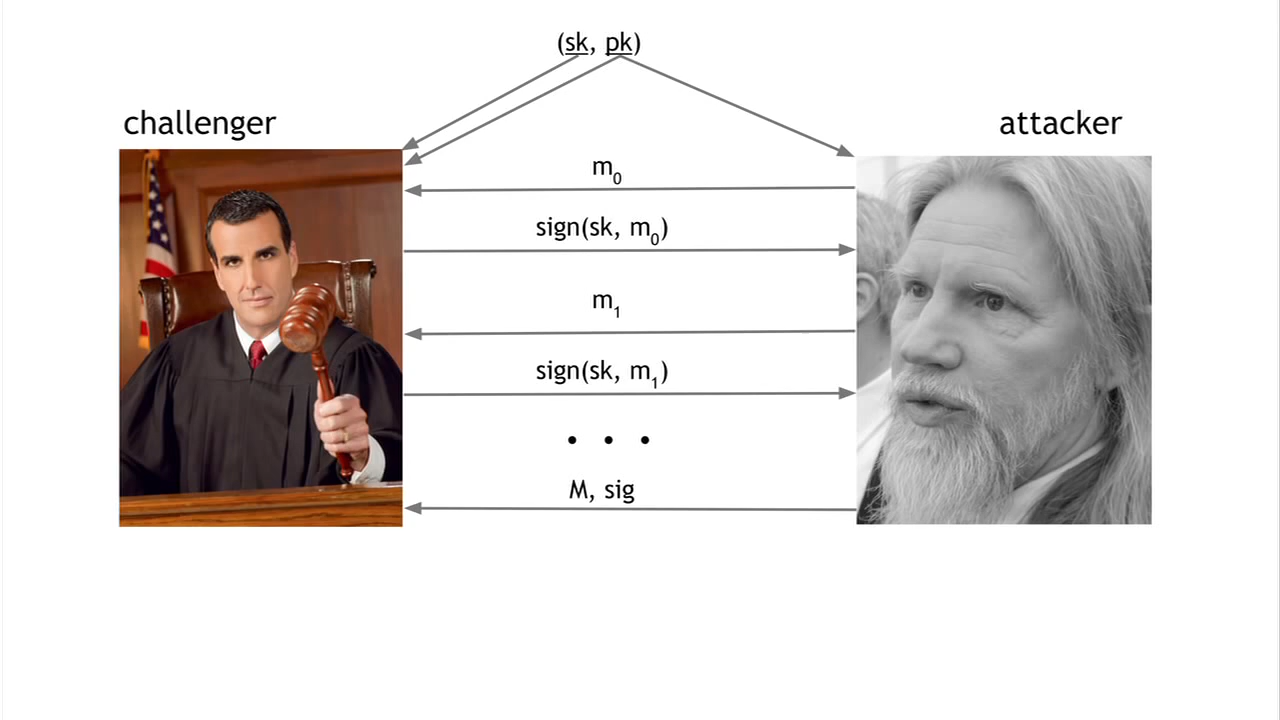 (sk, pk)
challenger
attacker
m₀
sign(sk, m₀)
m₁
sign(sk, m₁)
• • •
M, sig